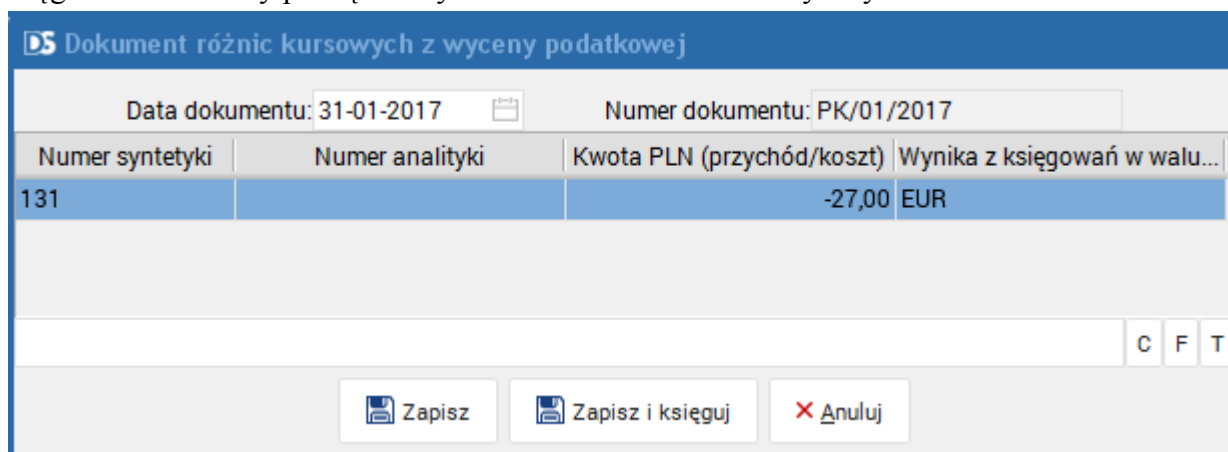 DS Dokument różnic kursowych z wyceny podatkowej
Data dokumentu: 31-01-2017 Numer dokumentu: PK/01/2017
Numer syntetyki Numer analityki Kwota PLN (przychód/koszt) Wynika z księgowań w walu...
131 -27,00 EUR
C F T
Zapisz Zapisz i księguj Anuluj